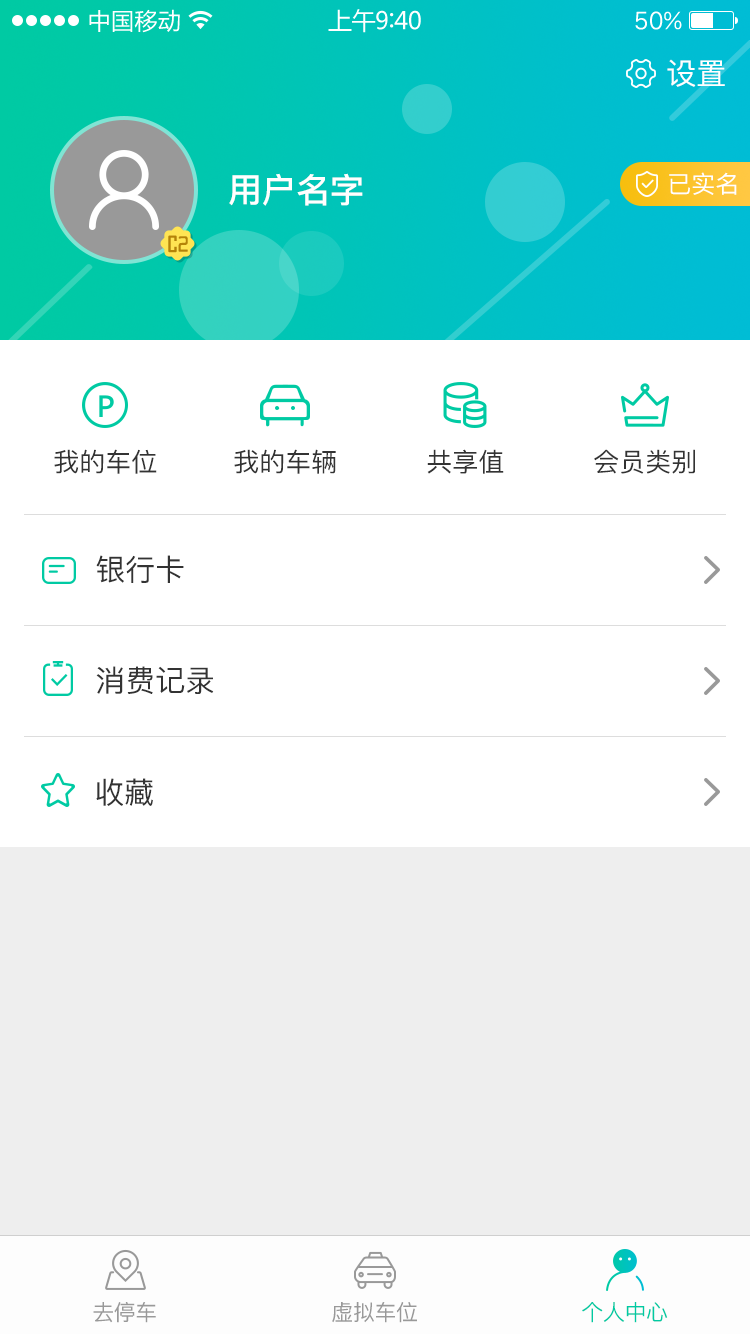 中国移动 上午9:40 50%
设置
用户名字
已实名
C2
P
我的车位 我的车辆 共享值 会员类别
银行卡
消费记录
收藏
去停车 虚拟车位 个人中心